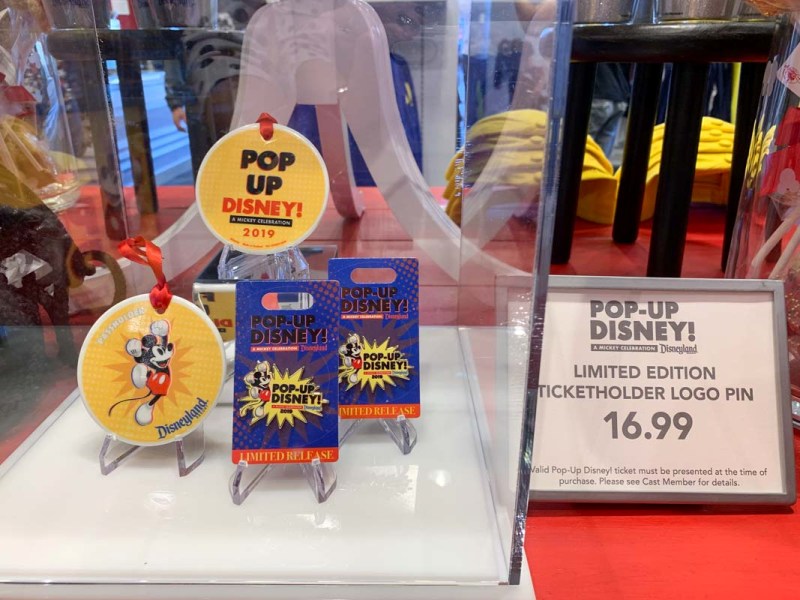 POP
UP
DISNEY!
A MICKEY CELEBRATION
2019
PASSHOLDER
Disneyland
POP-UP
DISNEY!
A MICKEY CELEBRATION Disneyland
POP-UP
DISNEY!
2019
LIMITED RELEASE
POP-UP
DISNEY!
A MICKEY CELEBRATION Disneyland
POP-UP
DISNEY!
LIMITED RELEASE
POP-UP
DISNEY!
A MICKEY CELEBRATION Disneyland
LIMITED EDITION
TICKETHOLDER LOGO PIN
16.99
Valid Pop-Up Disney! ticket must be presented at the time of
purchase. Please see Cast Member for details.